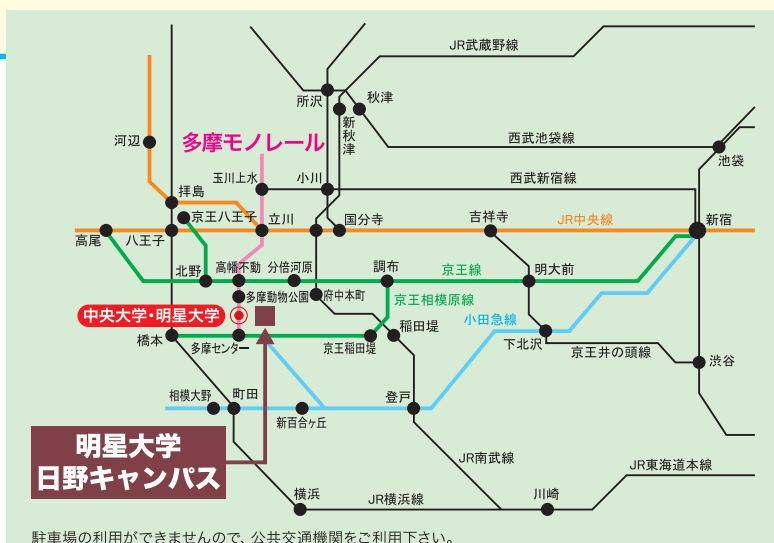 JR武蔵野線
所沢
秋津
新秋津
河辺
多摩モノレール
西武池袋線
池袋
玉川上水
小川
西武新宿線
拝島
京王八王子
立川
国分寺
吉祥寺
JR中央線
新宿
高尾
八王子
北野
高幡不動
分倍河原
調布
京王線
明大前
多摩動物公園
府中本町
京王相模原線
中央大学・明星大学
小田急線
稲田堤
橋本
多摩センター
京王稲田堤
下北沢
京王井の頭線
渋谷
相模大野
町田
新百合ヶ丘
登戸
明星大学
日野キャンパス
JR南武線
JR東海道本線
横浜
JR横浜線
川崎
駐車場の利用ができませんので、公共交通機関をご利用下さい。